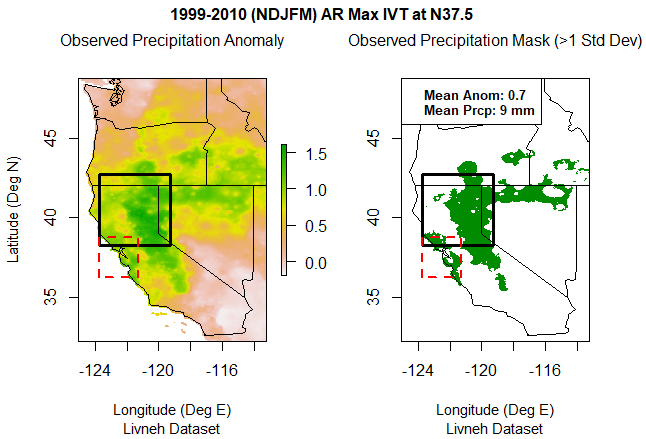 1999-2010 (NDJFM) AR Max IVT at N37.5
Observed Precipitation Anomaly
Observed Precipitation Mask (>1 Std Dev)
Latitude (Deg N)
45
40
35
-124
-120
-116
1.5
1.0
0.5
0.0
Longitude (Deg E)
Livneh Dataset
Mean Anom: 0.7
Mean Prcp: 9 mm
45
40
35
-124
-120
-116
Longitude (Deg E)
Livneh Dataset